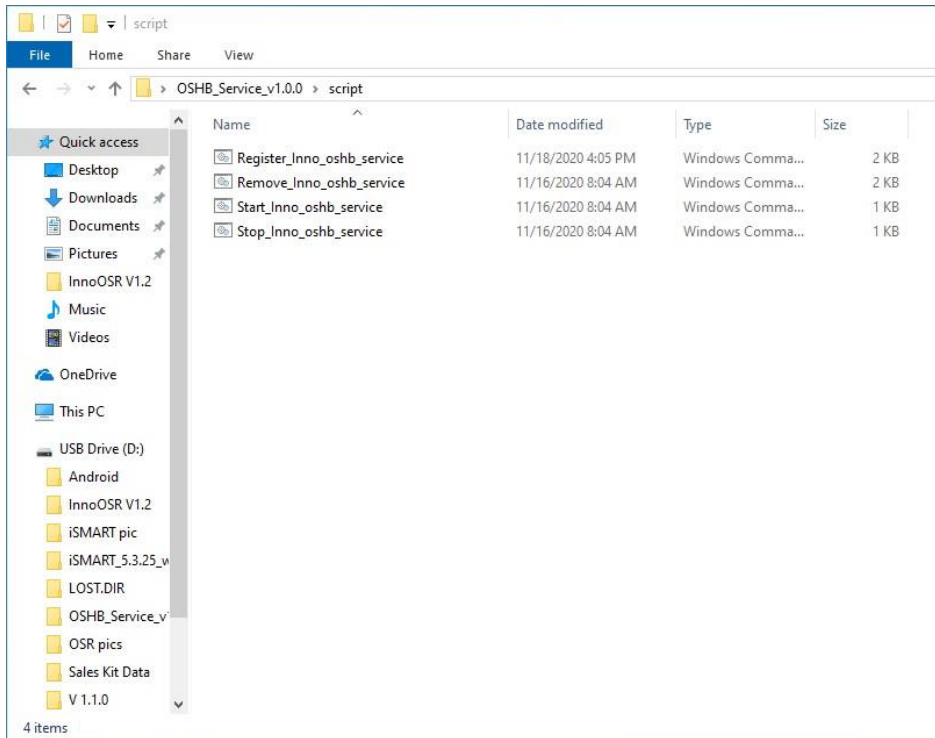 script
File Home Share View
OSHB_Service_v1.0.0 script
Name Date modified Type Size
Quick access
Desktop
Downloads
Documents
Pictures
InnoOSR V1.2
Music
Videos
OneDrive
This PC
USB Drive (D:)
Android
InnoOSR V1.2
iSMART pic
iSMART_5.3.25_w
LOST.DIR
OSHB_Service_v
OSR pics
Sales Kit Data
V 1.1.0
Register_Inno_oshb_service 11/18/2020 4:05 PM Windows Comma... 2 KB
Remove_Inno_oshb_service 11/16/2020 8:04 AM Windows Comma... 2 KB
Start_Inno_oshb_service 11/16/2020 8:04 AM Windows Comma... 1 KB
Stop_Inno_oshb_service 11/16/2020 8:04 AM Windows Comma... 1 KB
4 items